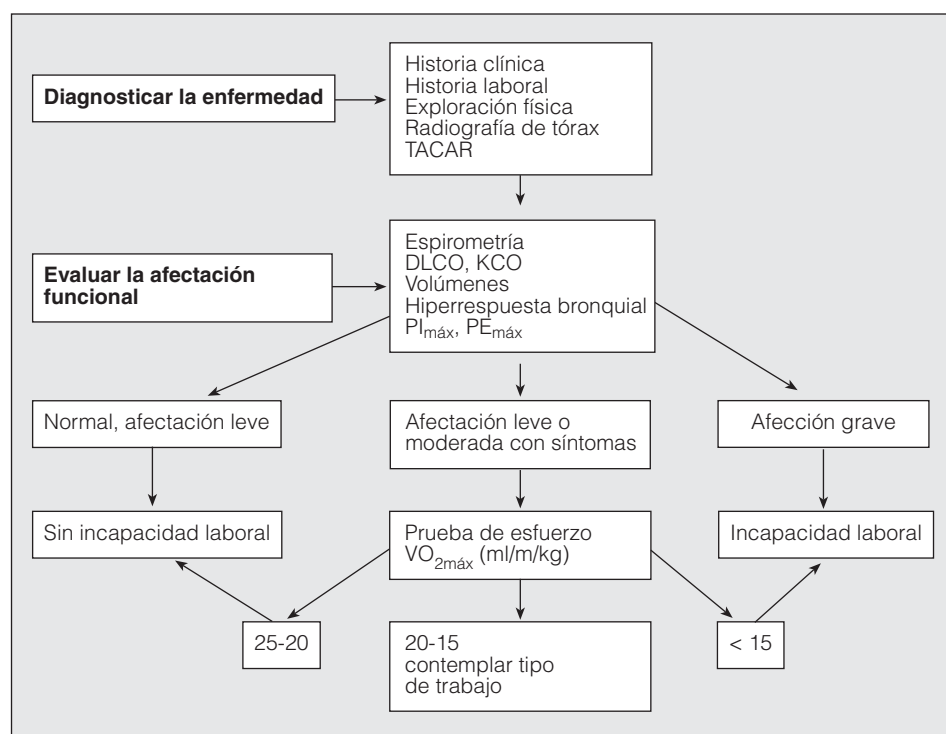 Diagnosticar la enfermedad
Historia clínica
Historia laboral
Exploración física
Radiografía de tórax
TACAR
Evaluar la afectación
funcional
Espirometría
DLCO, KCO
Volúmenes
Hiperrespuesta bronquial
PImáx, PEmáx
Normal, afectación leve
Afectación leve o
moderada con síntomas
Afección grave
Sin incapacidad laboral
Prueba de esfuerzo
VO2máx (ml/m/kg)
Incapacidad laboral
25-20
20-15
contemplar tipo
de trabajo
< 15